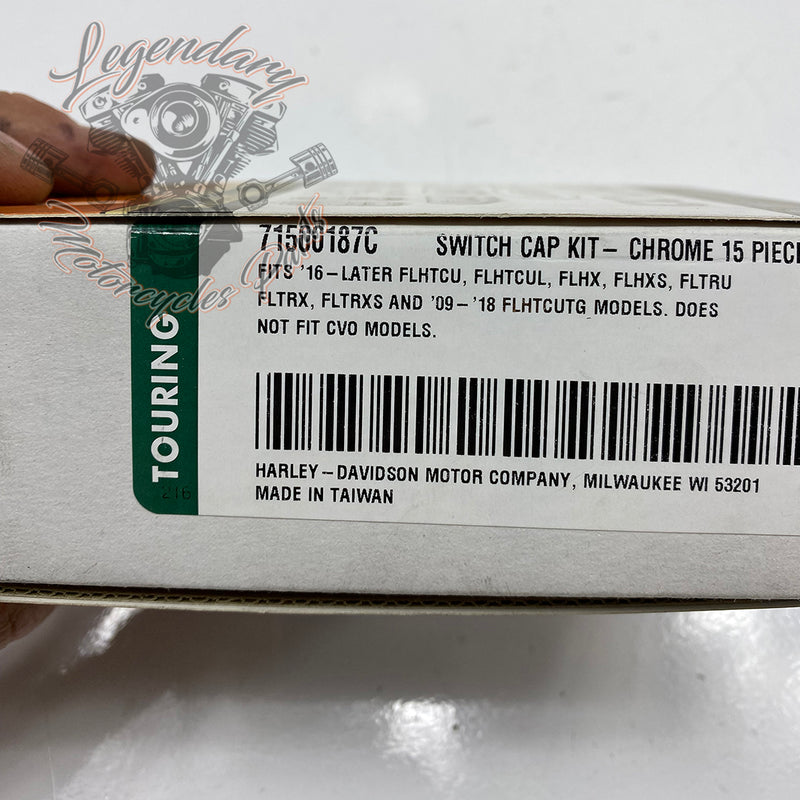 Legendary
Motorcycles Parts
71500187C SWITCH CAP KIT– CHROME 15 PIEC
FITS '16–LATER FLHTCU, FLHTCUL, FLHX, FLHXS, FLTRU
FLTRX, FLTRXS AND '09–'18 FLHTCUTG MODELS. DOES
NOT FIT CVO MODELS.
TOURING
216
HARLEY–DAVIDSON MOTOR COMPANY, MILWAUKEE WI 53201
MADE IN TAIWAN